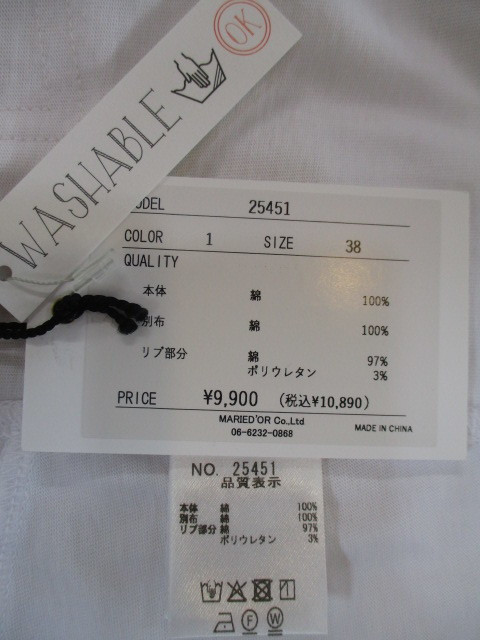 OK
WASHABLE
MODEL 25451
COLOR 1 SIZE 38
QUALITY
本体 綿 100%
別布 綿 100%
リブ部分 綿 97%
ポリウレタン 3%
PRICE ¥9,900 (税込¥10,890)
MARIED'OR Co.,Ltd
06-6232-0868
MADE IN CHINA
NO. 25451
品質表示
本体 綿 100%
別布 綿 100%
リブ部分 綿 97%
ポリウレタン 3%
F W